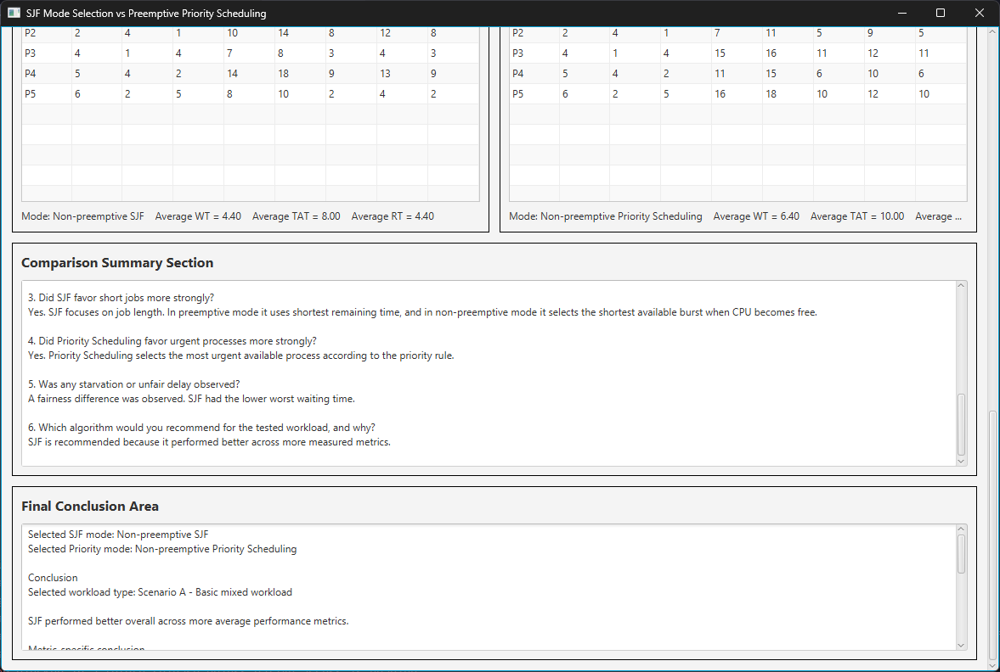 SJF Mode Selection vs Preemptive Priority Scheduling
P2 2 4 1 10 14 8 12 8
P3 4 1 4 7 8 3 4 3
P4 5 4 2 14 18 9 13 9
P5 6 2 5 8 10 2 4 2
Mode: Non-preemptive SJF Average WT = 4.40 Average TAT = 8.00 Average RT = 4.40
P2 2 4 1 7 11 5 9 5
P3 4 1 4 15 16 11 12 11
P4 5 4 2 11 15 6 10 6
P5 6 2 5 16 18 10 12 10
Mode: Non-preemptive Priority Scheduling Average WT = 6.40 Average TAT = 10.00 Average ...
Comparison Summary Section
3. Did SJF favor short jobs more strongly?
Yes. SJF focuses on job length. In preemptive mode it uses shortest remaining time, and in non-preemptive mode it selects the shortest available burst when CPU becomes free.
4. Did Priority Scheduling favor urgent processes more strongly?
Yes. Priority Scheduling selects the most urgent available process according to the priority rule.
5. Was any starvation or unfair delay observed?
A fairness difference was observed. SJF had the lower worst waiting time.
6. Which algorithm would you recommend for the tested workload, and why?
SJF is recommended because it performed better across more measured metrics.
Final Conclusion Area
Selected SJF mode: Non-preemptive SJF
Selected Priority mode: Non-preemptive Priority Scheduling
Conclusion
Selected workload type: Scenario A - Basic mixed workload
SJF performed better overall across more average performance metrics.
Metric-specific conclusion